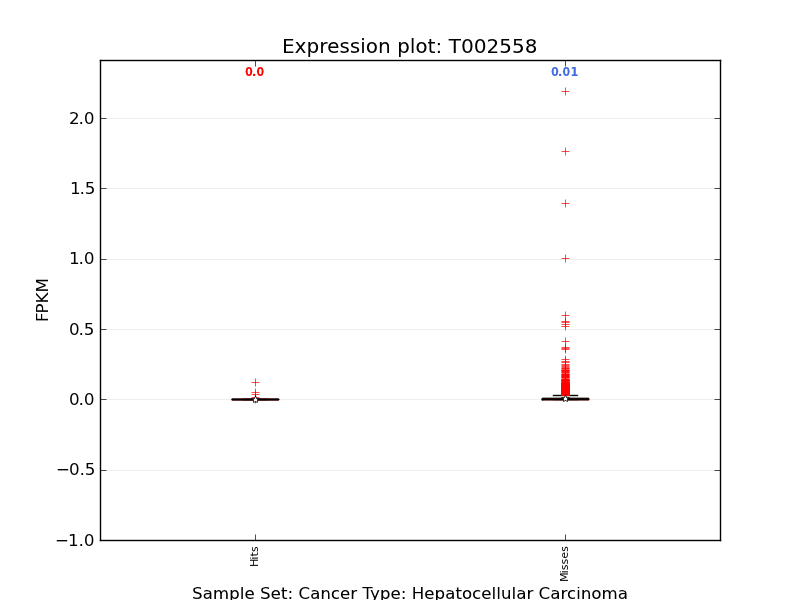 Expression plot: T002558
0.0
0.01
2.0
1.5
1.0
0.5
0.0
−0.5
−1.0
FPKM
Hits
Misses
Sample Set: Cancer Type: Hepatocellular Carcinoma